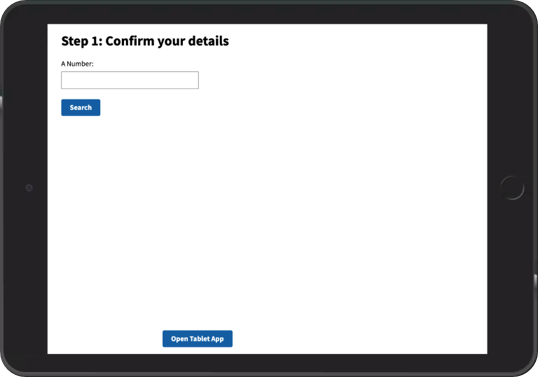 Step 1: Confirm your details
A Number:
Search
Open Tablet App